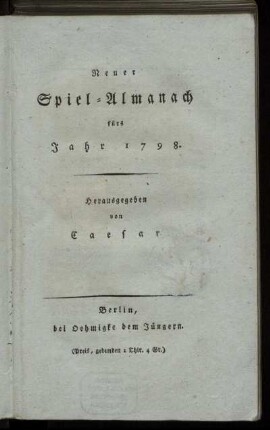 Neuer
Spiel-Almanach
fürs
Jahr 1798.
Herausgegeben
von
Caesar
Berlin,
bei Oehmigke dem Jüngern.
(Preis, gebunden 1 Thlr. 4 Gr.)